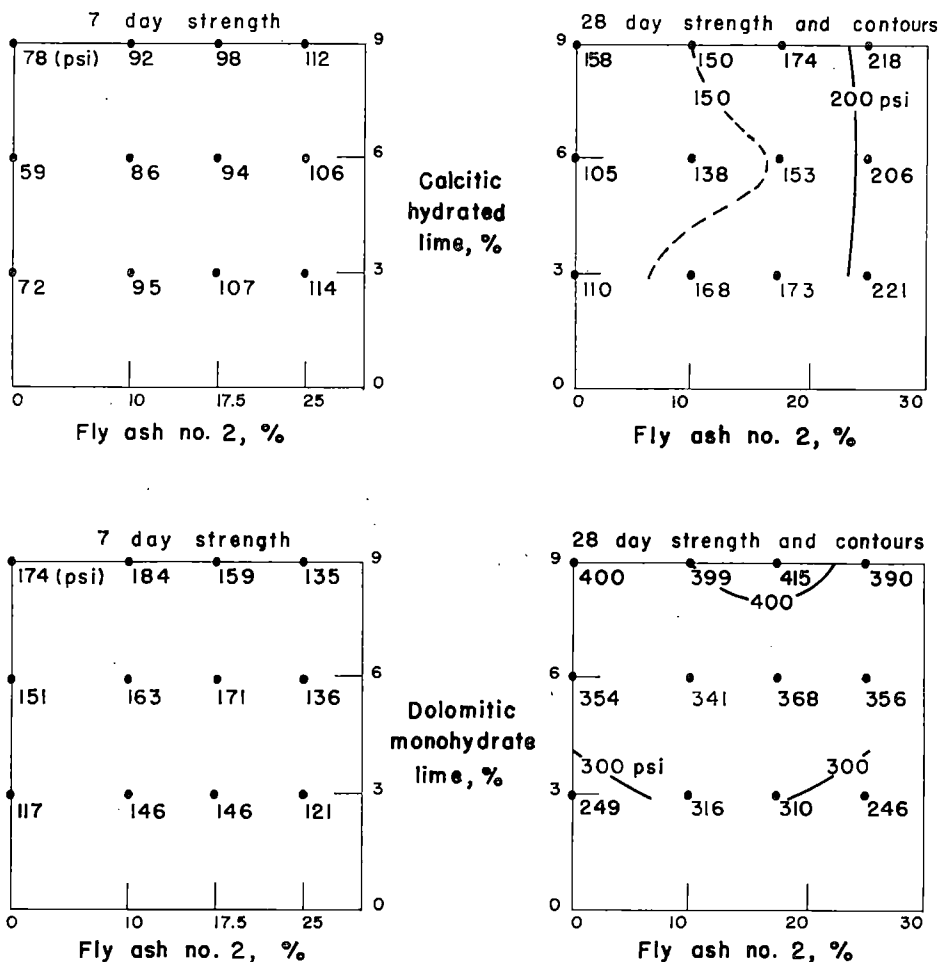 7 day strength
78 (psi) 92 98 112
59 86 94 106
72 95 107 114
9
6
3
0
0 10 17.5 25
Fly ash no. 2, %
Calcitic
hydrated
lime, %
28 day strength and contours
9
158 150 174 218
150 200 psi
6
105 138 153 206
3
110 168 173 221
0
0 10 20 30
Fly ash no. 2, %
7 day strength
174 (psi) 184 159 135
151 163 171 136
117 146 146 121
9
6
3
0
0 10 17.5 25
Fly ash no. 2, %
Dolomitic
monohydrate
lime, %
28 day strength and contours
9
400 399 415 390
400
6
354 341 368 356
300 psi 300
3
249 316 310 246
0
0 10 20 30
Fly ash no. 2, %